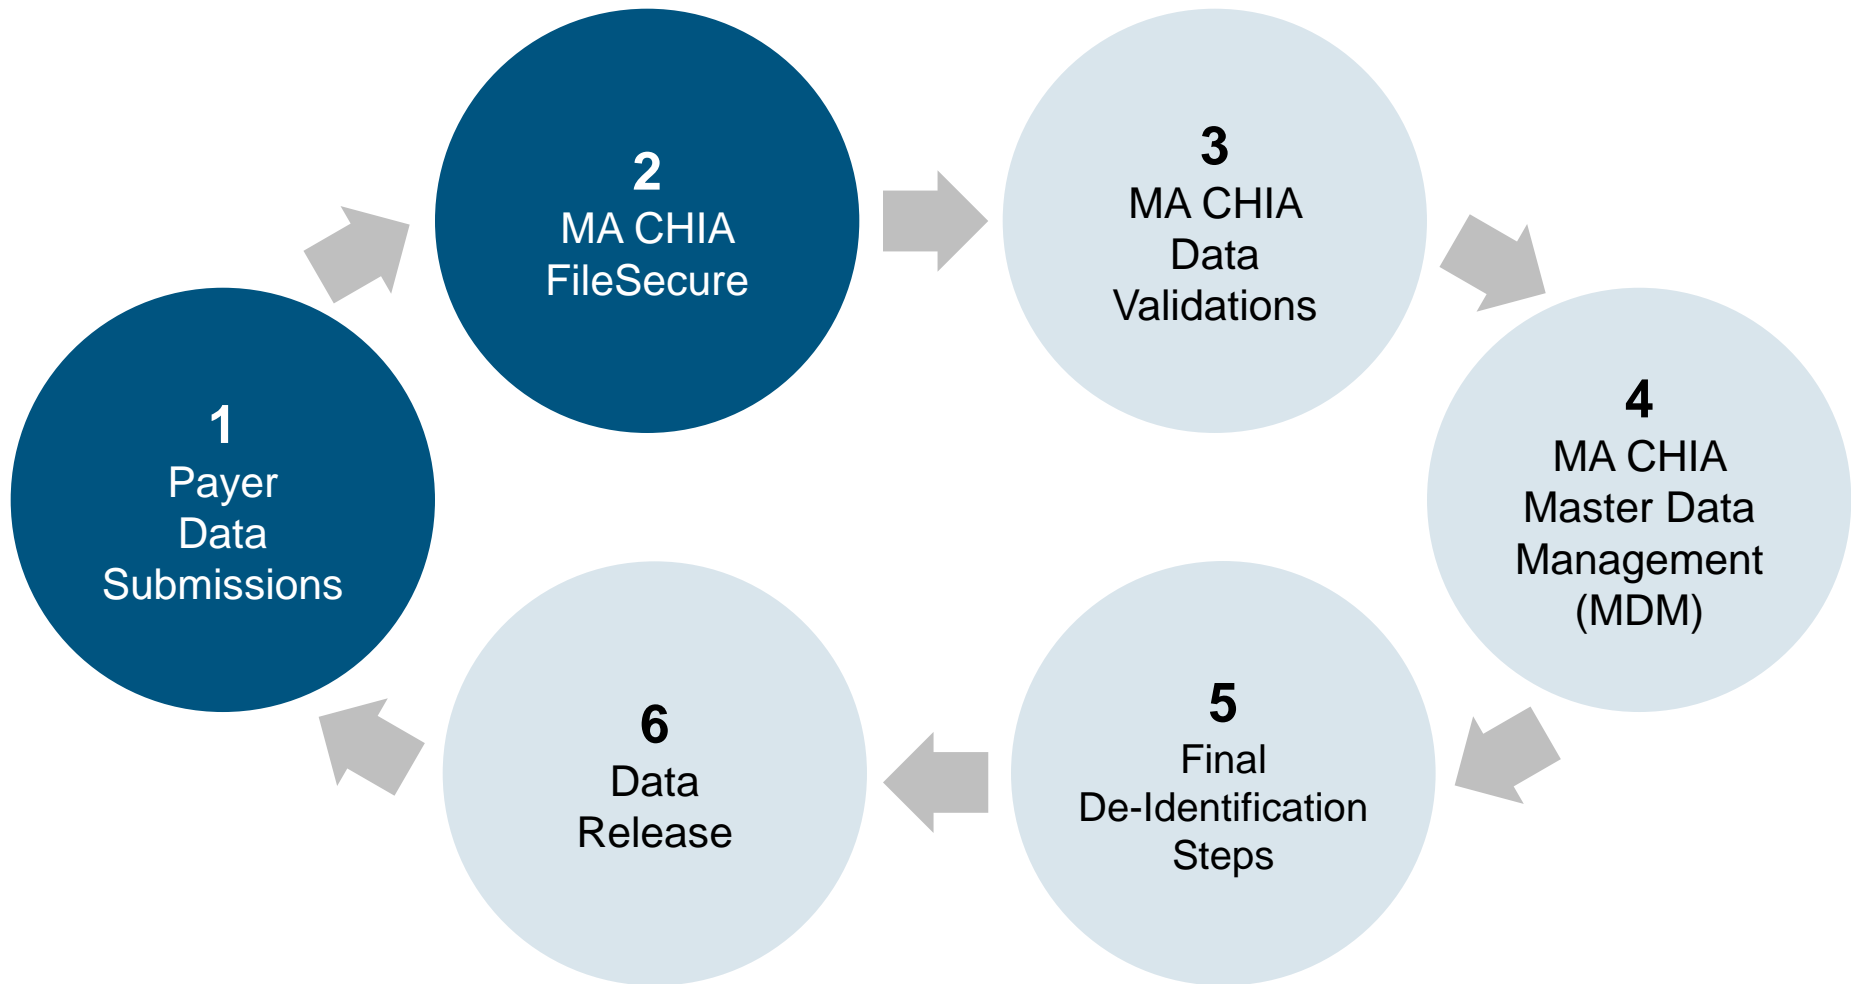 1
Payer
Data
Submissions
2
MA CHIA
FileSecure
3
MA CHIA
Data
Validations
4
MA CHIA
Master Data
Management
(MDM)
5
Final
De-Identification
Steps
6
Data
Release